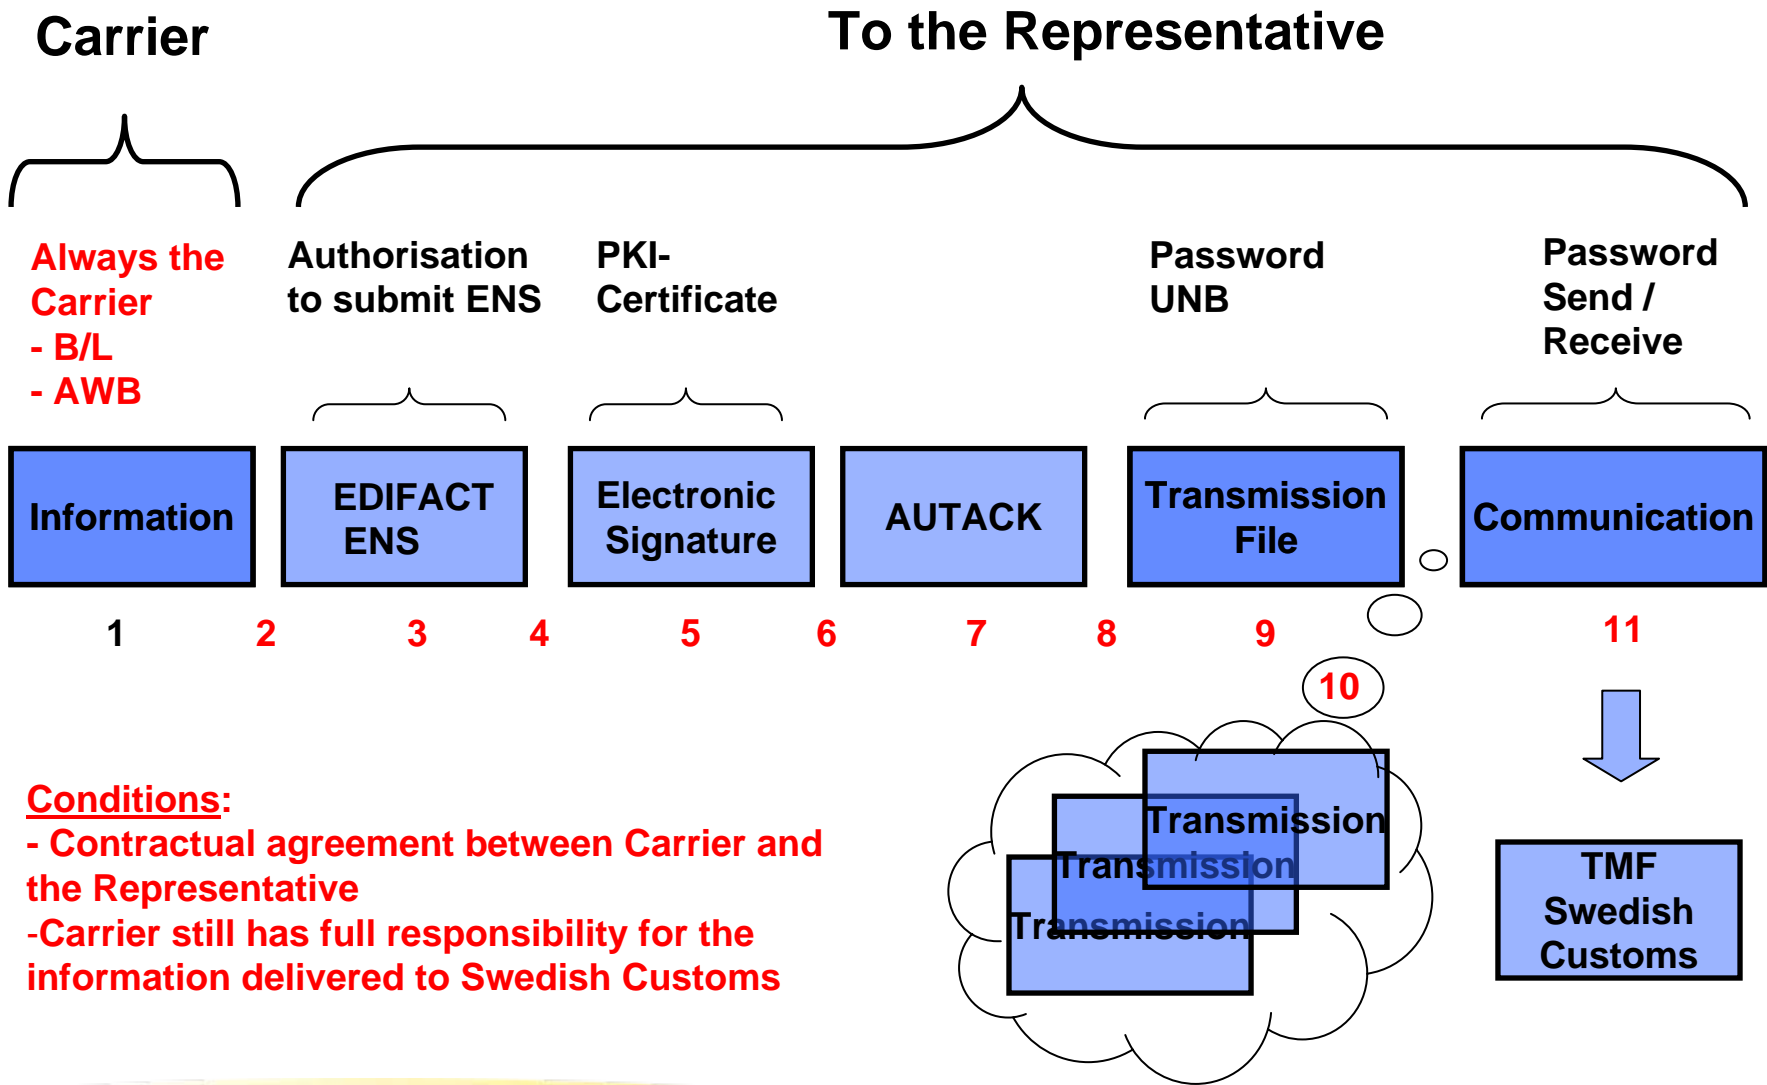 Carrier
To the Representative
Always the
Carrier
- B/L
- AWB
Authorisation
to submit ENS
PKI-
Certificate
Password
UNB
Password
Send /
Receive
Information
EDIFACT
ENS
Electronic
Signature
AUTACK
Transmission
File
Communication
1
2
3
4
5
6
7
8
9
11
10
Conditions:
- Contractual agreement between Carrier and
the Representative
-Carrier still has full responsibility for the
information delivered to Swedish Customs
Transmission
Transmission
Transmission
TMF
Swedish
Customs